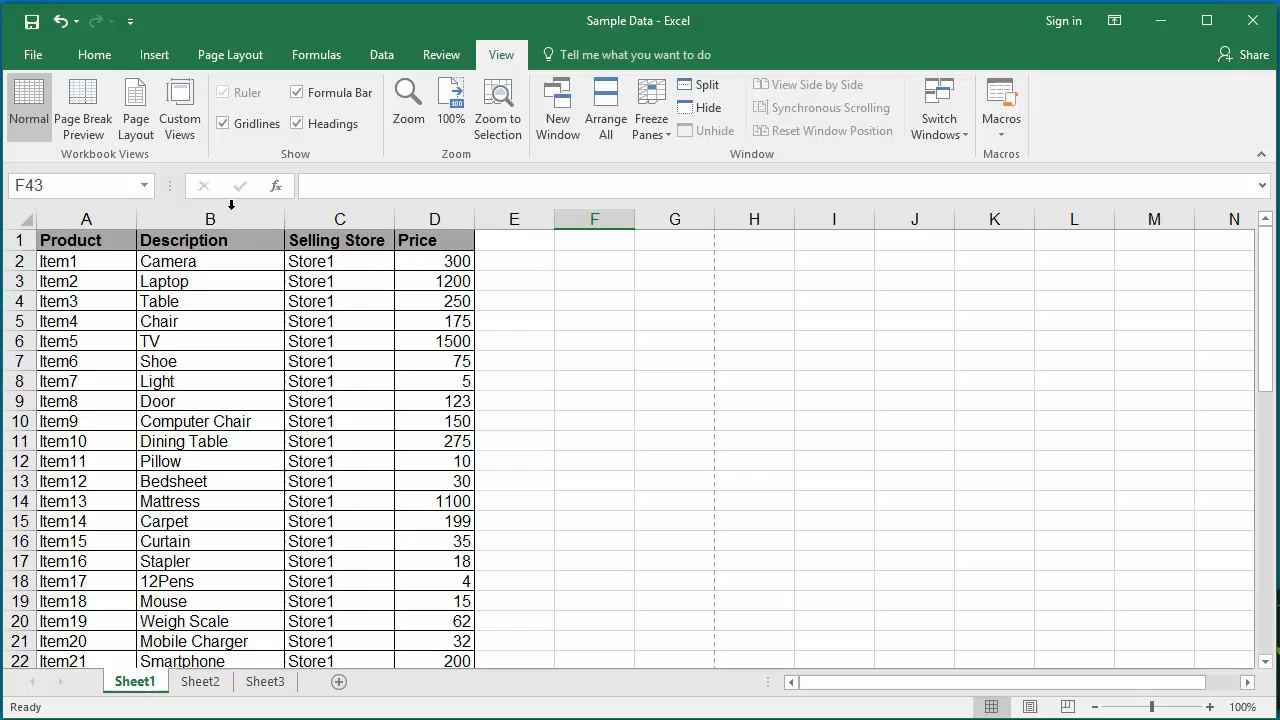 Sample Data - Excel
Sign in
File Home Insert Page Layout Formulas Data Review View Tell me what you want to do Share
Normal
Page Break Preview
Page Layout
Custom Views
Workbook Views
Ruler
Formula Bar
Gridlines
Headings
Show
Zoom
100
100%
Zoom to Selection
Zoom
New Window
Arrange All
Freeze Panes
Split
Hide
Unhide
View Side by Side
Synchronous Scrolling
Reset Window Position
Window
Switch Windows
Macros
Macros
F43
fx
A B C D E F G H I J K L M N
1 Product Description Selling Store Price
2 Item1 Camera Store1 300
3 Item2 Laptop Store1 1200
4 Item3 Table Store1 250
5 Item4 Chair Store1 175
6 Item5 TV Store1 1500
7 Item6 Shoe Store1 75
8 Item7 Light Store1 5
9 Item8 Door Store1 123
10 Item9 Computer Chair Store1 150
11 Item10 Dining Table Store1 275
12 Item11 Pillow Store1 10
13 Item12 Bedsheet Store1 30
14 Item13 Mattress Store1 1100
15 Item14 Carpet Store1 199
16 Item15 Curtain Store1 35
17 Item16 Stapler Store1 18
18 Item17 12Pens Store1 4
19 Item18 Mouse Store1 15
20 Item19 Weigh Scale Store1 62
21 Item20 Mobile Charger Store1 32
22 Item21 Smartphone Store1 200
Sheet1 Sheet2 Sheet3
Ready
100%